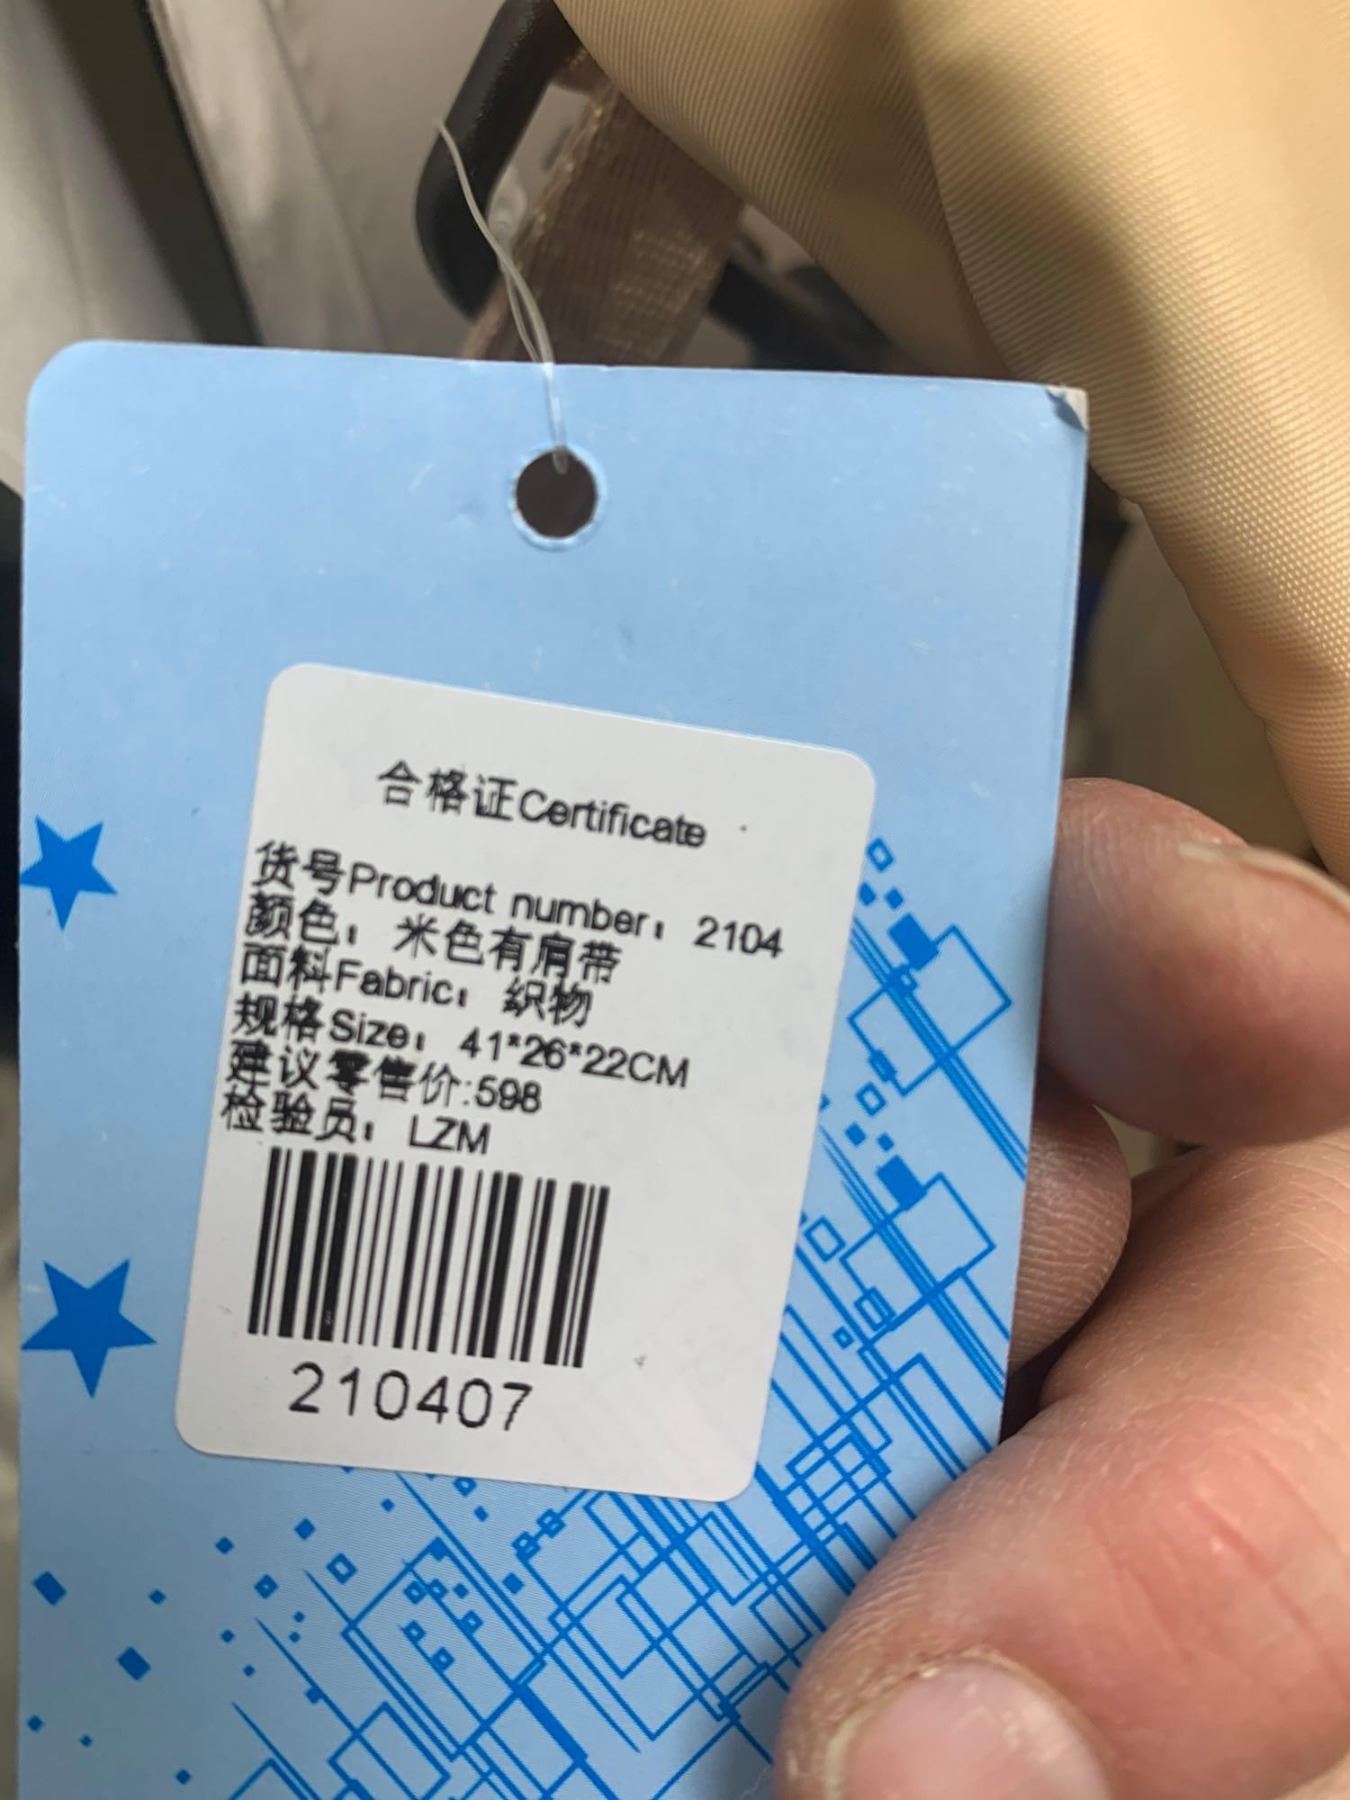 合格证Certificate
货号Product number: 2104
颜色: 米色有肩带
面料Fabric: 织物
规格Size: 41*26*22CM
建议零售价:598
检验员: LZM
210407